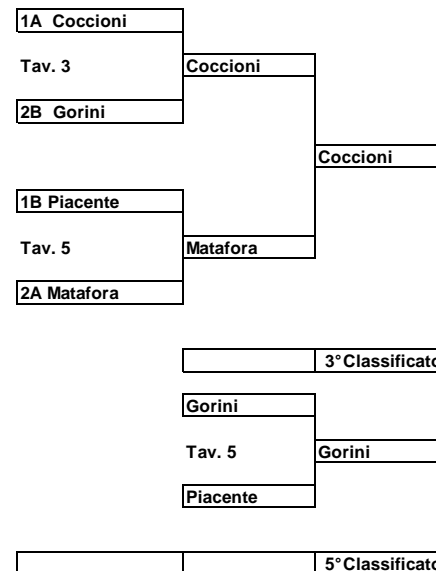 1A Coccioni
Tav. 3 Coccioni
2B Gorini
Coccioni
1B Piacente
Tav. 5 Matafora
2A Matafora
3°Classificato
Gorini
Tav. 5 Gorini
Piacente
5°Classificato